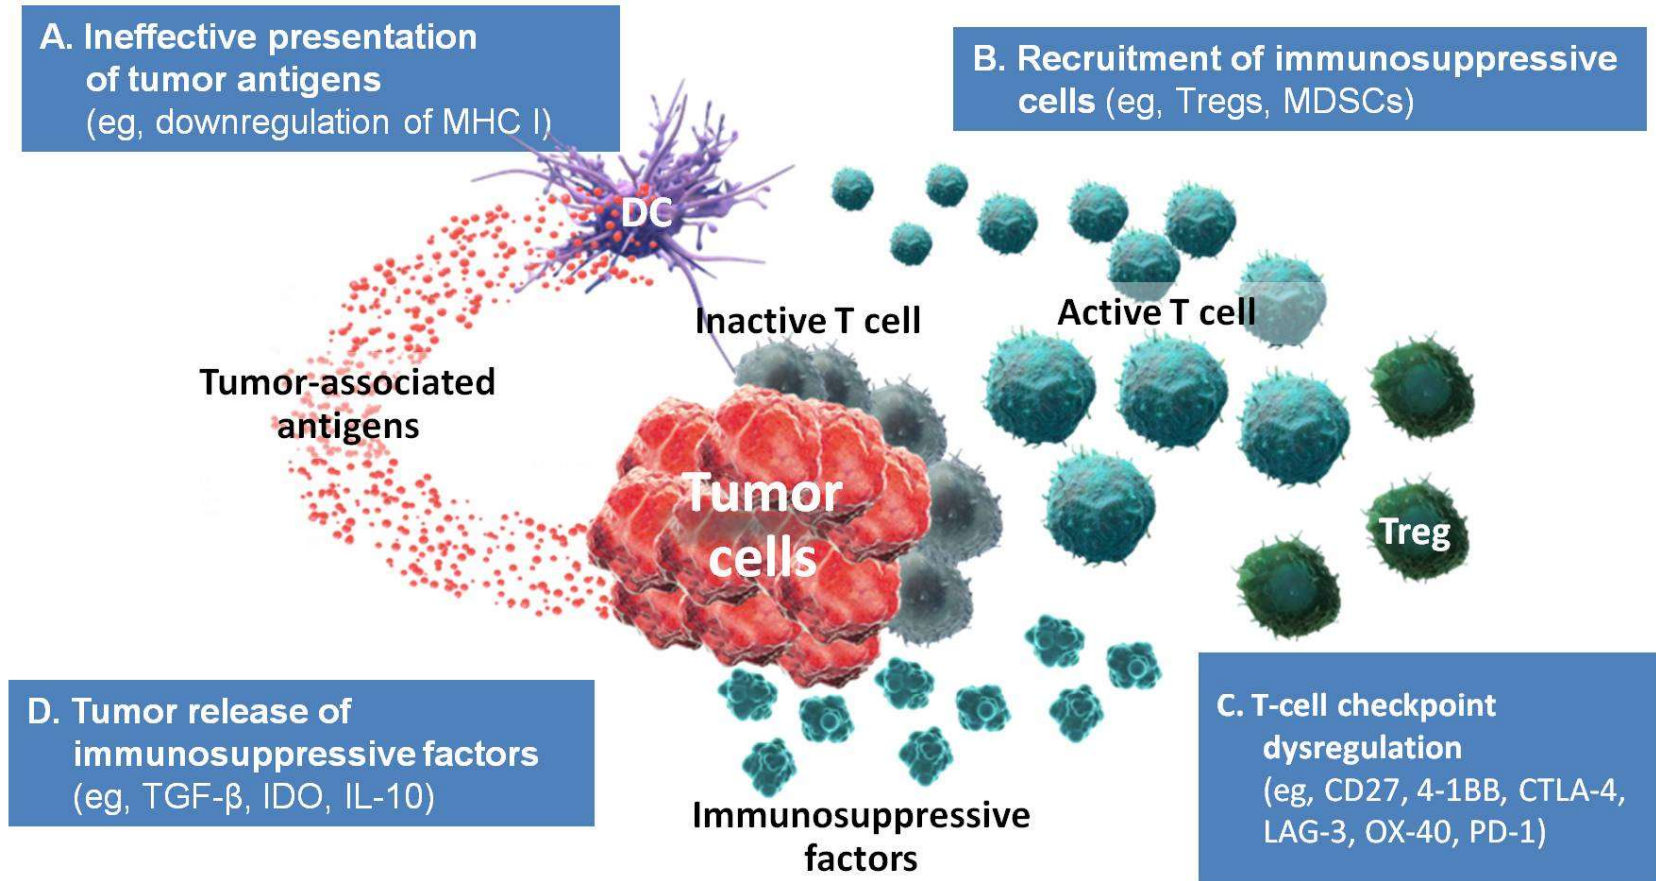 A. Ineffective presentation
of tumor antigens
(eg, downregulation of MHC I)
B. Recruitment of immunosuppressive
cells (eg, Tregs, MDSCs)
DC
Inactive T cell
Active T cell
Tumor-associated
antigens
Tumor
cells
Treg
D. Tumor release of
immunosuppressive factors
(eg, TGF-β, IDO, IL-10)
C. T-cell checkpoint
dysregulation
(eg, CD27, 4-1BB, CTLA-4,
LAG-3, OX-40, PD-1)
Immunosuppressive
factors